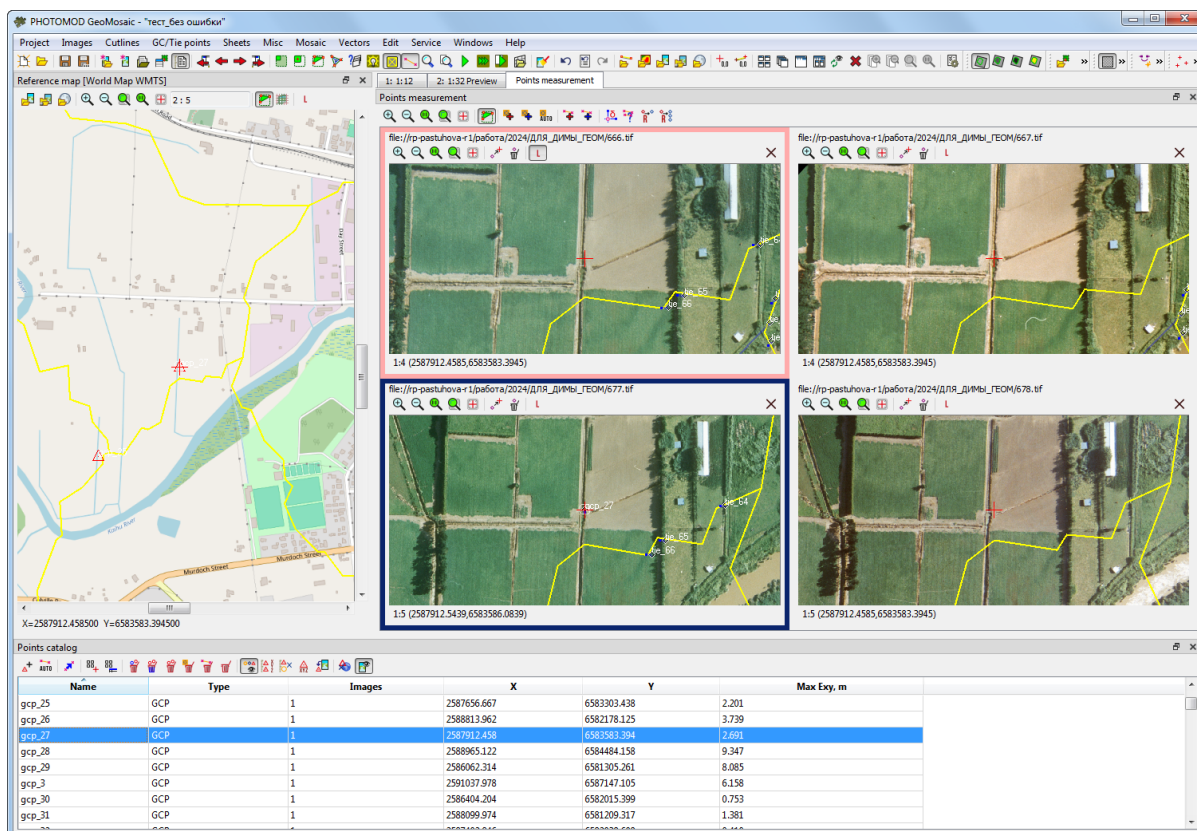 PHOTOMOD GeoMosaic - "тест_без ошибки"
Project Images Cutlines GC/Tie points Sheets Misc Mosaic Vectors Edit Service Windows Help
Reference map [World Map WMTS]
1: 1:12 2: 1:32 Preview Points measurement
Points measurement
2 : 5 L
AUTO
file://rp-pastuhova-r1/работа/2024/ДЛЯ_ДИМЫ_ГЕОМ/666.tif
L
tie_65
tie_66
1:4 (2587912.4585,6583583.3945)
file://rp-pastuhova-r1/работа/2024/ДЛЯ_ДИМЫ_ГЕОМ/667.tif
L
1:4 (2587912.4585,6583583.3945)
file://rp-pastuhova-r1/работа/2024/ДЛЯ_ДИМЫ_ГЕОМ/677.tif
L
gcp_27
tie_64
tie_65
tie_66
1:5 (2587912.5439,6583586.0839)
file://rp-pastuhova-r1/работа/2024/ДЛЯ_ДИМЫ_ГЕОМ/678.tif
L
1:5 (2587912.4585,6583583.3945)
Street
Murdoch Street
Murdoch Street
X=2587912.458500 Y=6583583.394500
Points catalog
AUTO
Name Type Images X Y Max Exy, m
gcp_25 GCP 1 2587656.667 6583303.438 2.201
gcp_26 GCP 1 2588813.962 6582178.125 3.739
gcp_27 GCP 1 2587912.458 6583583.394 2.691
gcp_28 GCP 1 2588965.122 6584484.158 9.347
gcp_29 GCP 1 2586062.314 6581305.261 8.085
gcp_3 GCP 1 2591037.978 6587147.105 6.158
gcp_30 GCP 1 2586404.204 6582015.399 0.753
gcp_31 GCP 1 2588099.974 6581209.317 1.381